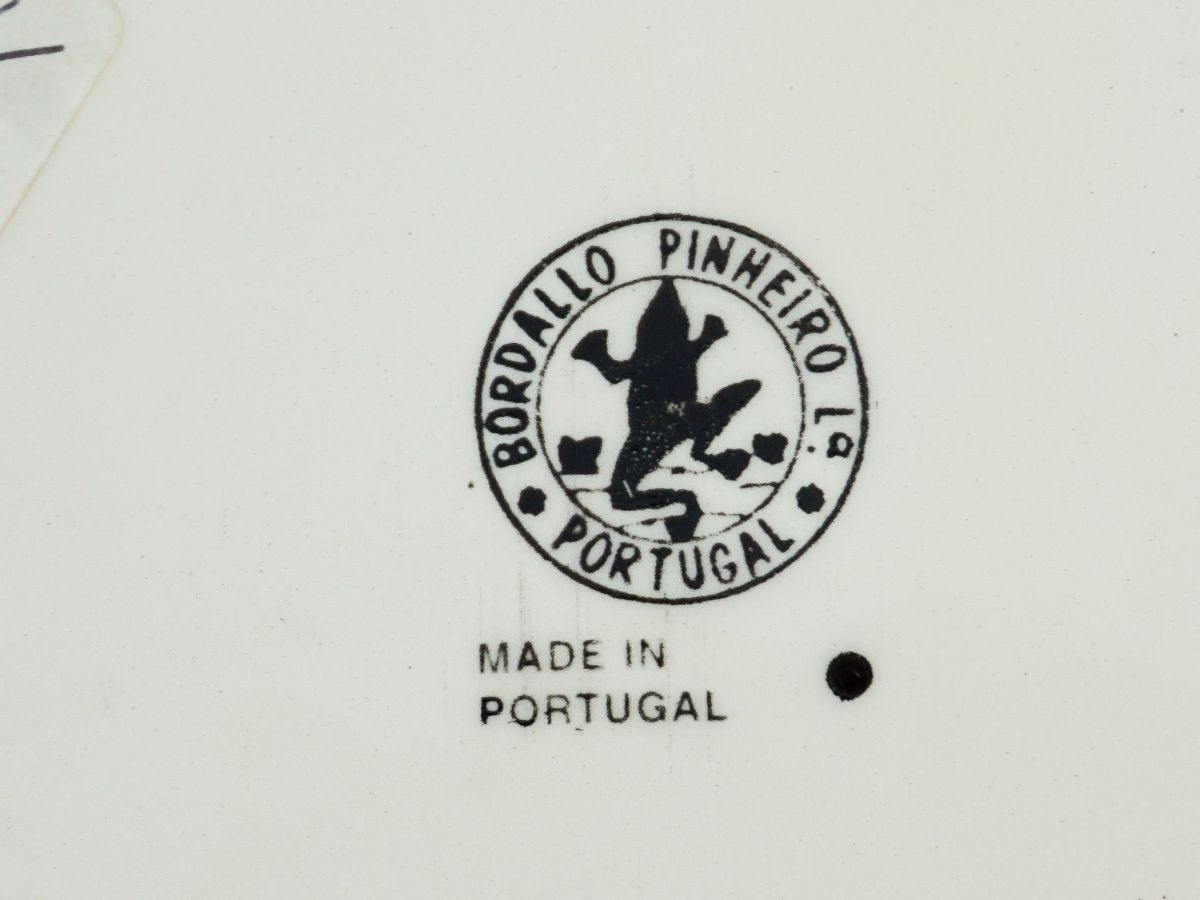 BORDALLO PINHEIRO Lª.
PORTUGAL
MADE IN
PORTUGAL